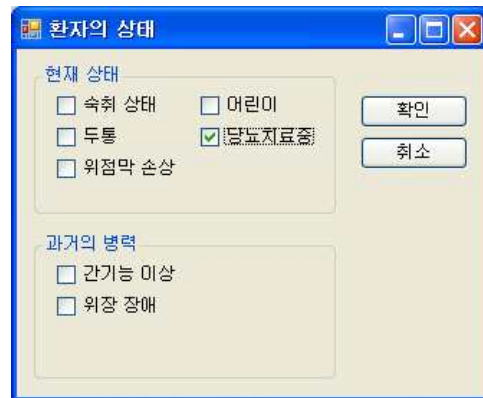 환자의 상태
현재 상태
숙취 상태 어린이
두통 당뇨치료중
위점막 손상
확인
취소
과거의 병력
간기능 이상
위장 장애